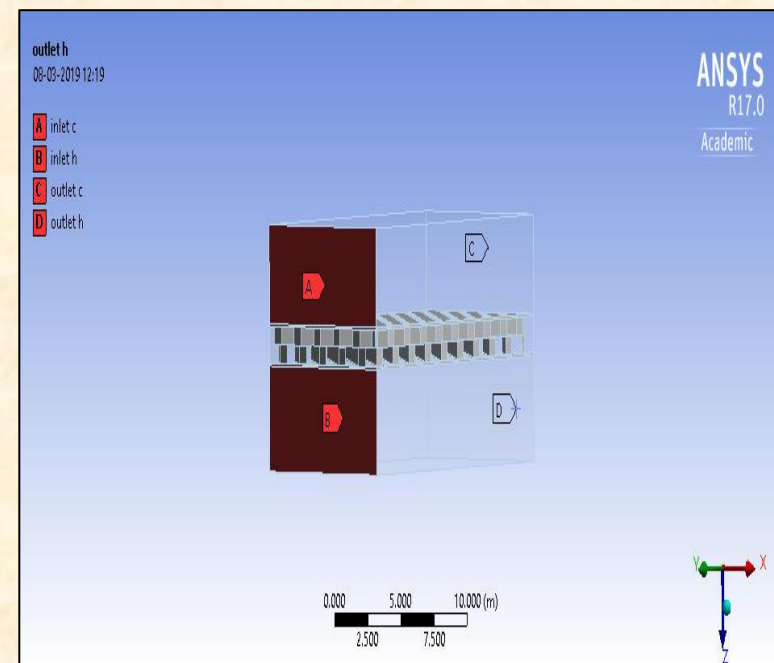 outlet h
08-03-2019 12:19
A inlet c
B inlet h
C outlet c
D outlet h
ANSYS
R17.0
Academic
C
A
B
D
0.000 5.000 10.000 (m)
2.500 7.500
Y X
Z